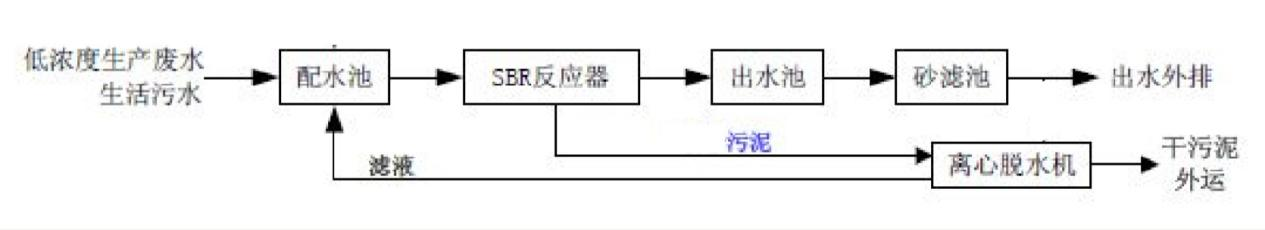 低浓度生产废水
生活污水
配水池
SBR反应器
出水池
砂滤池
出水外排
污泥
滤液
离心脱水机
干污泥
外运